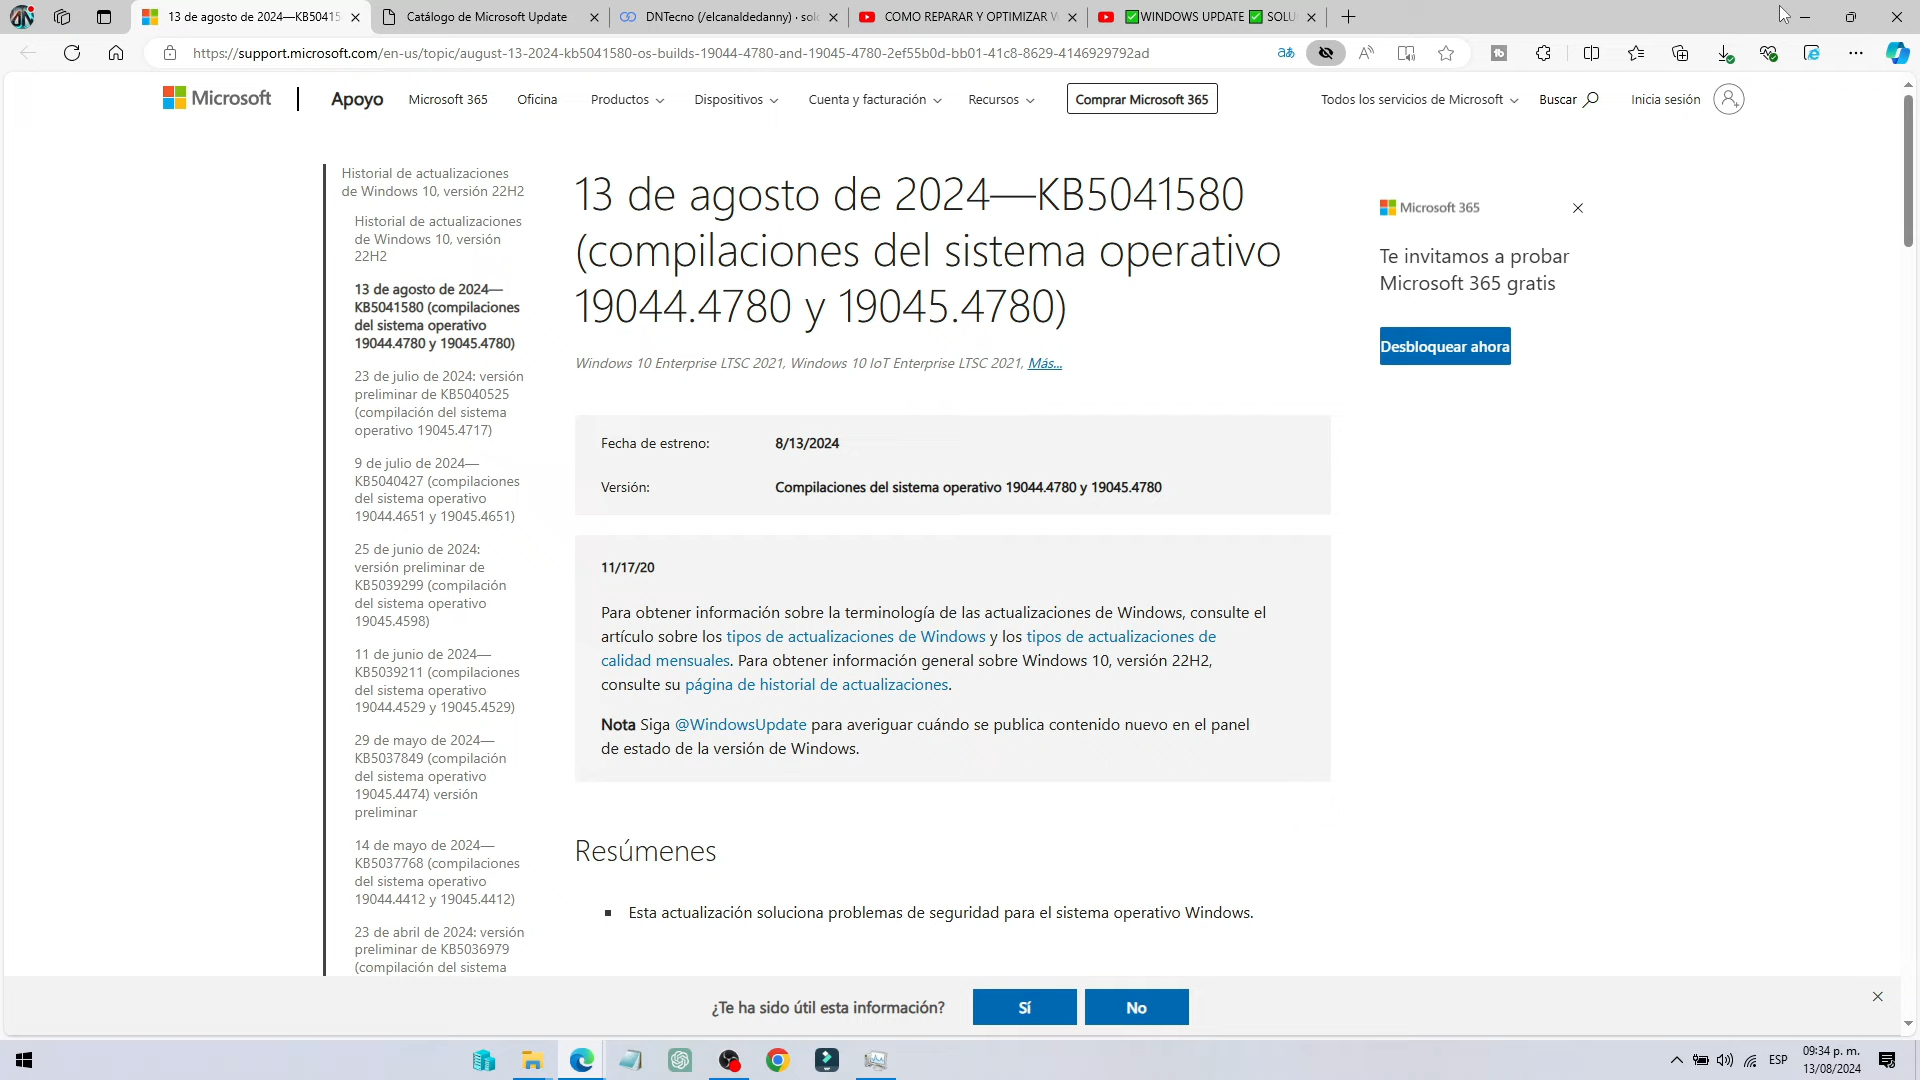 13 de agosto de 2024—KB50415
Catálogo de Microsoft Update
DNTecno (/elcanaldedanny) · sol
COMO REPARAR Y OPTIMIZAR W
✅WINDOWS UPDATE ✅ SOLU
https://support.microsoft.com/en-us/topic/august-13-2024-kb5041580-os-builds-19044-4780-and-19045-4780-2ef55b0d-bb01-41c8-8629-4146929792ad
Microsoft
Apoyo
Microsoft 365
Oficina
Productos
Dispositivos
Cuenta y facturación
Recursos
Comprar Microsoft 365
Todos los servicios de Microsoft
Buscar
Inicia sesión
Historial de actualizaciones
de Windows 10, versión 22H2
Historial de actualizaciones
de Windows 10, versión
22H2
13 de agosto de 2024—
KB5041580 (compilaciones
del sistema operativo
19044.4780 y 19045.4780)
23 de julio de 2024: versión
preliminar de KB5040525
(compilación del sistema
operativo 19045.4717)
9 de julio de 2024—
KB5040427 (compilaciones
del sistema operativo
19044.4651 y 19045.4651)
25 de junio de 2024:
versión preliminar de
KB5039299 (compilación
del sistema operativo
19045.4598)
11 de junio de 2024—
KB5039211 (compilaciones
del sistema operativo
19044.4529 y 19045.4529)
29 de mayo de 2024—
KB5037849 (compilación
del sistema operativo
19045.4474) versión
preliminar
14 de mayo de 2024—
KB5037768 (compilaciones
del sistema operativo
19044.4412 y 19045.4412)
23 de abril de 2024: versión
preliminar de KB5036979
(compilación del sistema
13 de agosto de 2024—KB5041580
(compilaciones del sistema operativo
19044.4780 y 19045.4780)
Windows 10 Enterprise LTSC 2021, Windows 10 IoT Enterprise LTSC 2021, Más...
Fecha de estreno: 8/13/2024
Versión: Compilaciones del sistema operativo 19044.4780 y 19045.4780
11/17/20
Para obtener información sobre la terminología de las actualizaciones de Windows, consulte el
artículo sobre los tipos de actualizaciones de Windows y los tipos de actualizaciones de
calidad mensuales. Para obtener información general sobre Windows 10, versión 22H2,
consulte su página de historial de actualizaciones.
Nota Siga @WindowsUpdate para averiguar cuándo se publica contenido nuevo en el panel
de estado de la versión de Windows.
Resúmenes
Esta actualización soluciona problemas de seguridad para el sistema operativo Windows.
Microsoft 365
Te invitamos a probar
Microsoft 365 gratis
Desbloquear ahora
¿Te ha sido útil esta información?
Sí
No
ESP
09:34 p. m.
13/08/2024